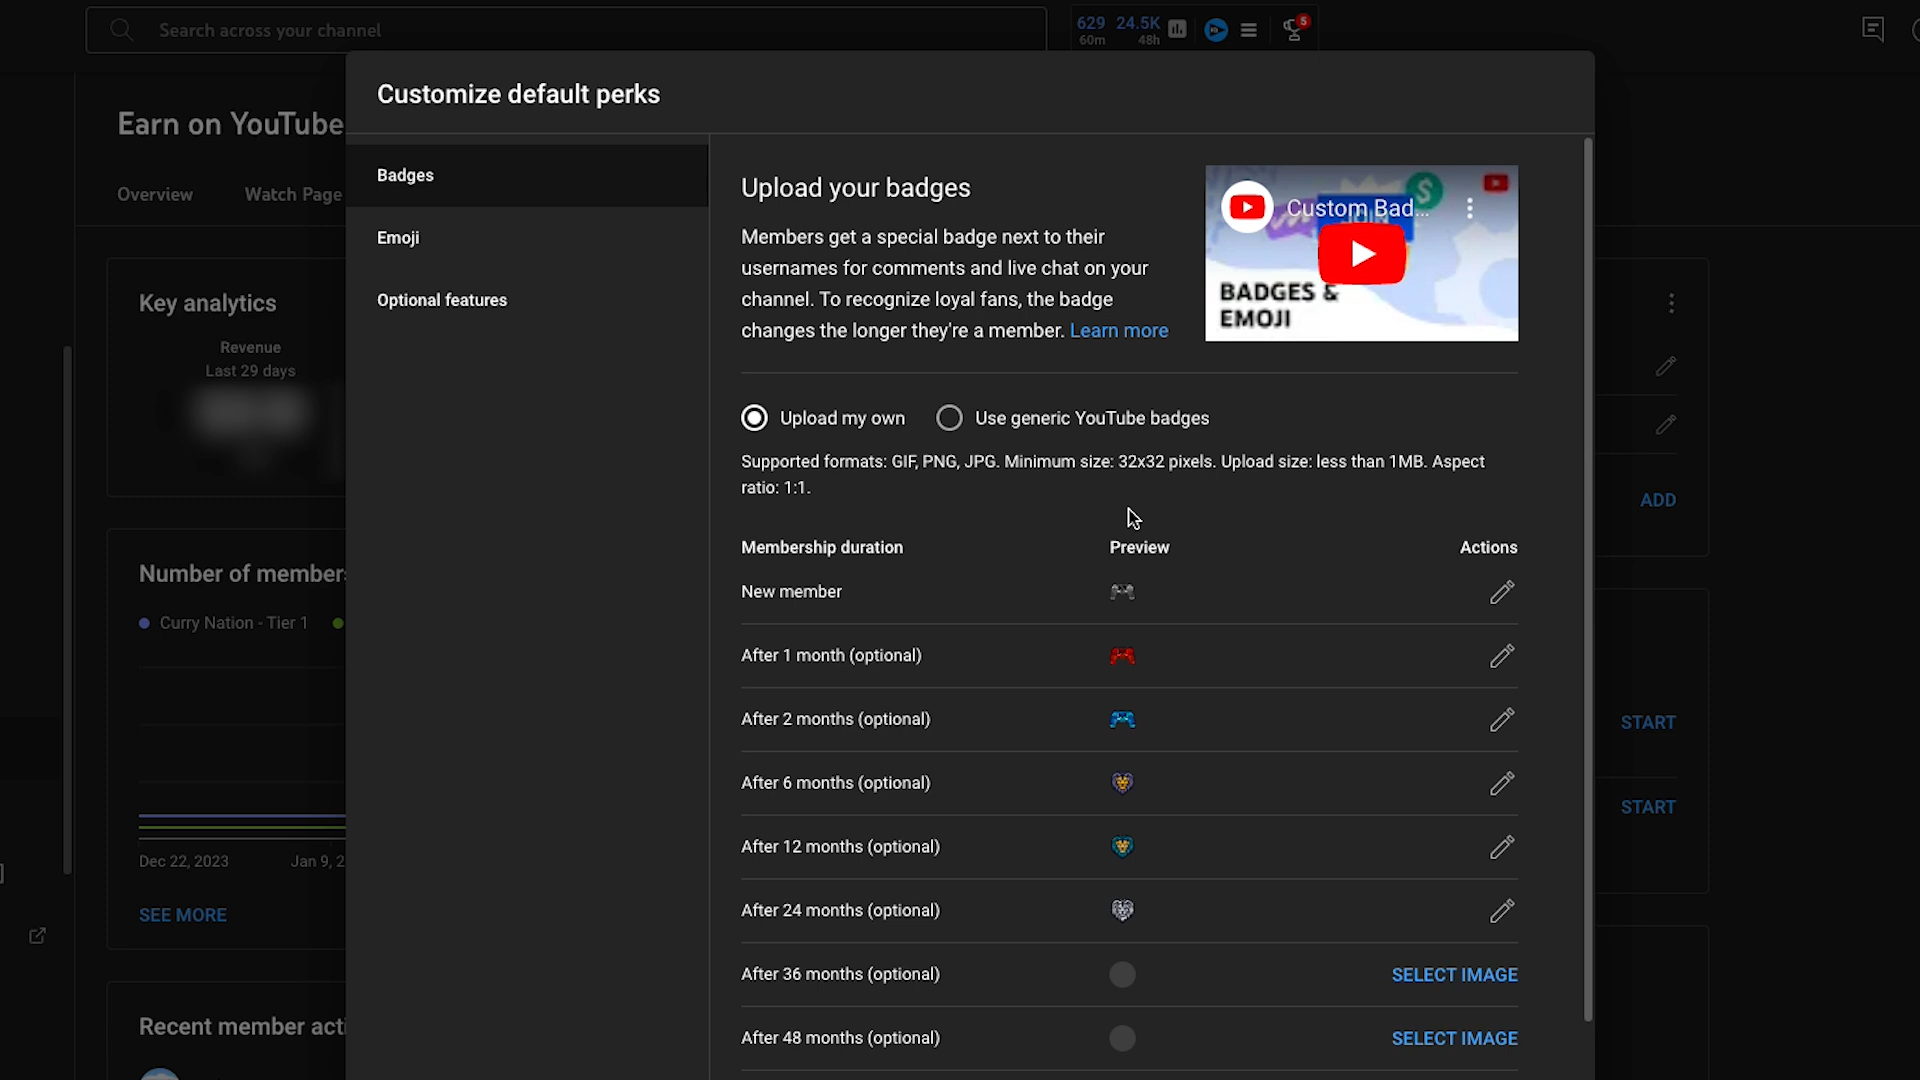 Search across your channel
629 24.5K
60m 48h
5
Customize default perks
Earn on YouTube
Overview
Watch Page
Badges
Emoji
Optional features
Upload your badges
Members get a special badge next to their
usernames for comments and live chat on your
channel. To recognize loyal fans, the badge
changes the longer they're a member. Learn more
Custom Bad...
JOIN
BADGES &
EMOJI
Key analytics
Revenue
Last 29 days
Upload my own
Use generic YouTube badges
Supported formats: GIF, PNG, JPG. Minimum size: 32x32 pixels. Upload size: less than 1MB. Aspect
ratio: 1:1.
ADD
Membership duration
Preview
Actions
New member
Number of members
Curry Nation - Tier 1
After 1 month (optional)
After 2 months (optional)
START
After 6 months (optional)
START
After 12 months (optional)
Dec 22, 2023
Jan 9, 2
After 24 months (optional)
SEE MORE
After 36 months (optional)
SELECT IMAGE
Recent member acti
After 48 months (optional)
SELECT IMAGE